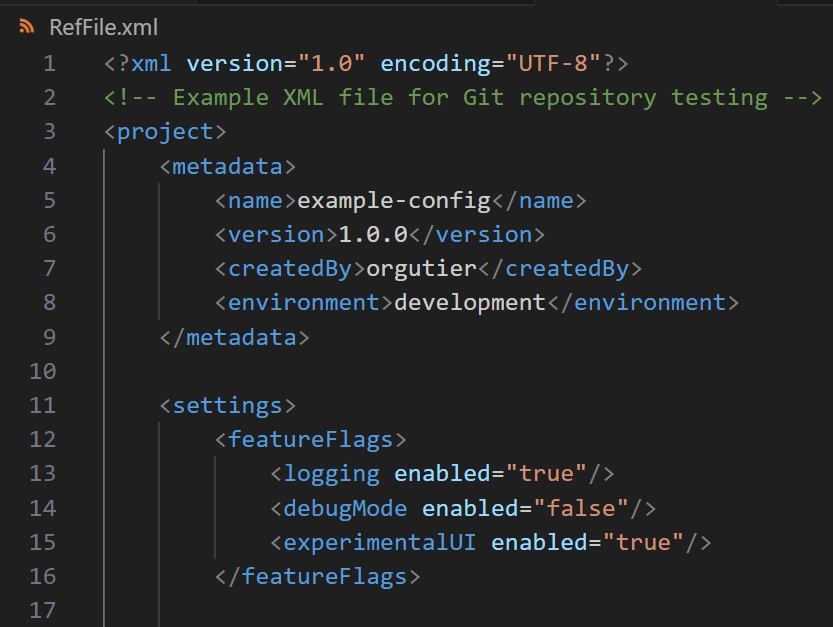 RefFile.xml
1 <?xml version="1.0" encoding="UTF-8"?>
2 <!-- Example XML file for Git repository testing -->
3 <project>
4     <metadata>
5         <name>example-config</name>
6         <version>1.0.0</version>
7         <createdBy>orgutier</createdBy>
8         <environment>development</environment>
9     </metadata>
10
11     <settings>
12         <featureFlags>
13             <logging enabled="true"/>
14             <debugMode enabled="false"/>
15             <experimentalUI enabled="true"/>
16         </featureFlags>
17